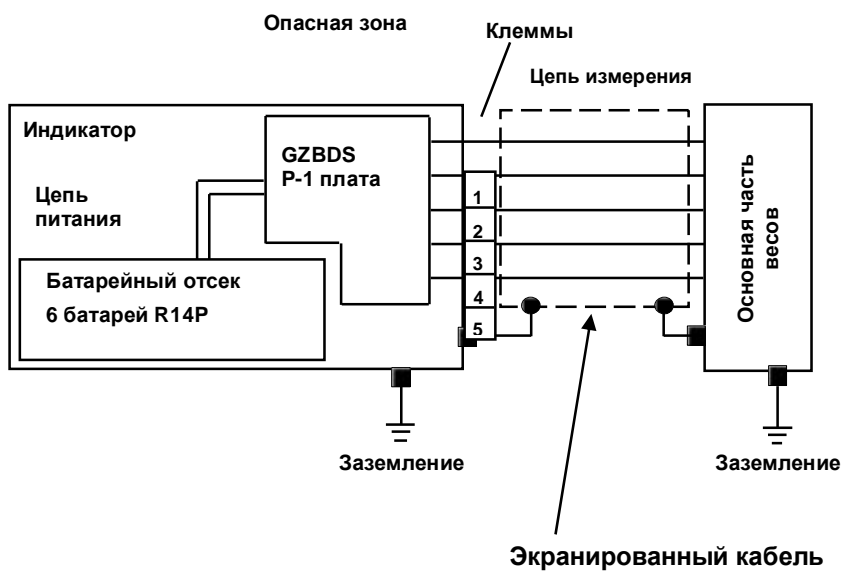 Опасная зона
Клеммы
Цепь измерения
Индикатор
GZBDS
P-1 плата
Цепь
питания
Батарейный отсек
6 батарей R14P
1
2
3
4
5
Основная часть
весов
Заземление
Заземление
Экранированный кабель